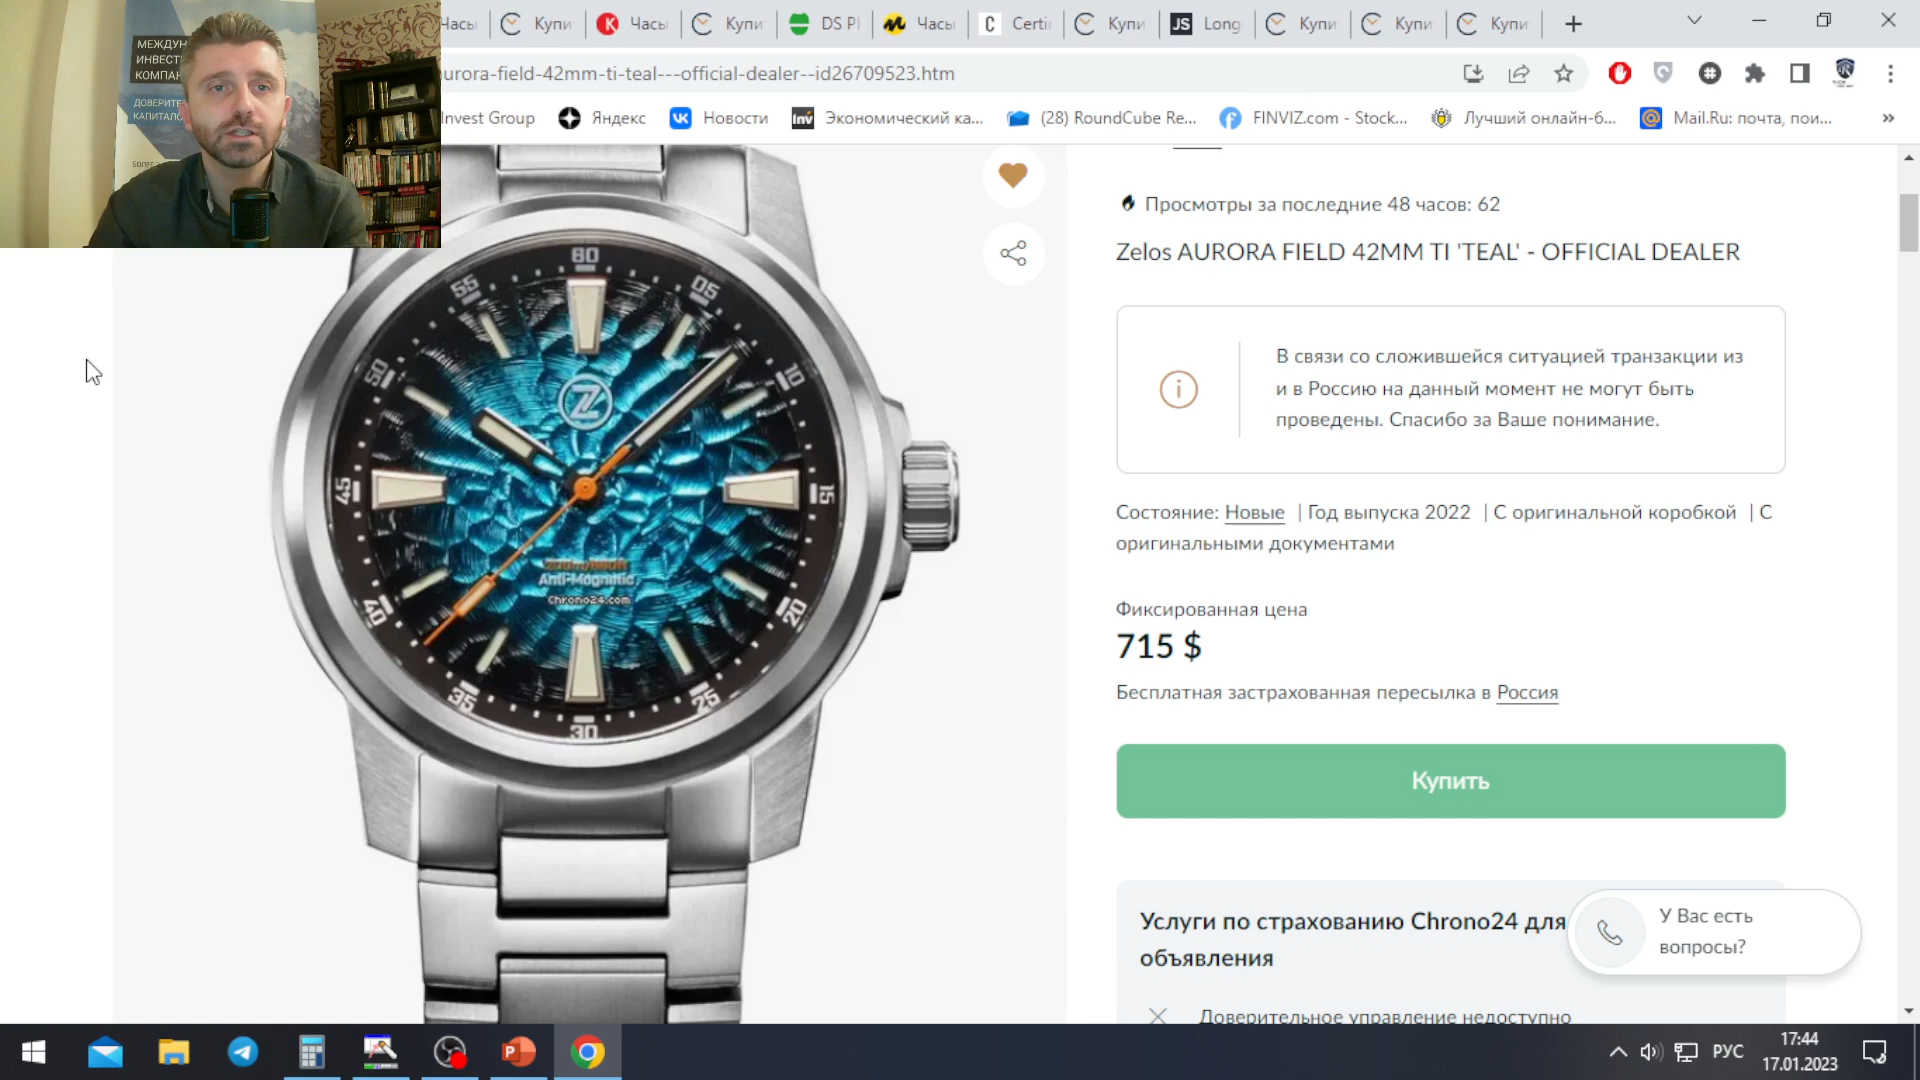 МЕЖДУН
ИНВЕСТ
КОМПАН
ДОВЕРИТЕ
КАПИТАЛО
Часы
Купи
Часы
Купи
DS Pl
Часы
Certi
Купи
JS Long
Купи
Купи
Купи
urora-field-42mm-ti-teal---official-dealer--id26709523.htm
Invest Group
Яндекс
Новости
Inv Экономический ка...
(28) RoundCube Re...
FINVIZ.com - Stock...
Лучший онлайн-б...
Mail.Ru: почта, пои...
»
60
05
10
15
20
25
30
35
40
45
50
55
Z
Anti-Magnetic
Chrono24.com
Просмотры за последние 48 часов: 62
Zelos AURORA FIELD 42MM TI 'TEAL' - OFFICIAL DEALER
В связи со сложившейся ситуацией транзакции из
и в Россию на данный момент не могут быть
проведены. Спасибо за Ваше понимание.
Состояние: Новые | Год выпуска 2022 | С оригинальной коробкой | С
оригинальными документами
Фиксированная цена
715 $
Бесплатная застрахованная пересылка в Россия
Купить
Услуги по страхованию Chrono24 для
объявления
Доверительное управление недоступно
У Вас есть
вопросы?
РУС
17:44
17.01.2023